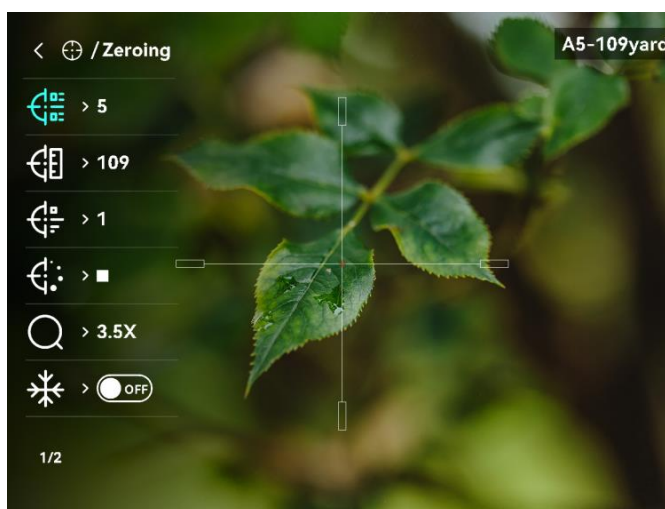 < /Zeroing
A5-109yard
> 5
> 109
> 1
>
> 3.5X
> OFF
1/2